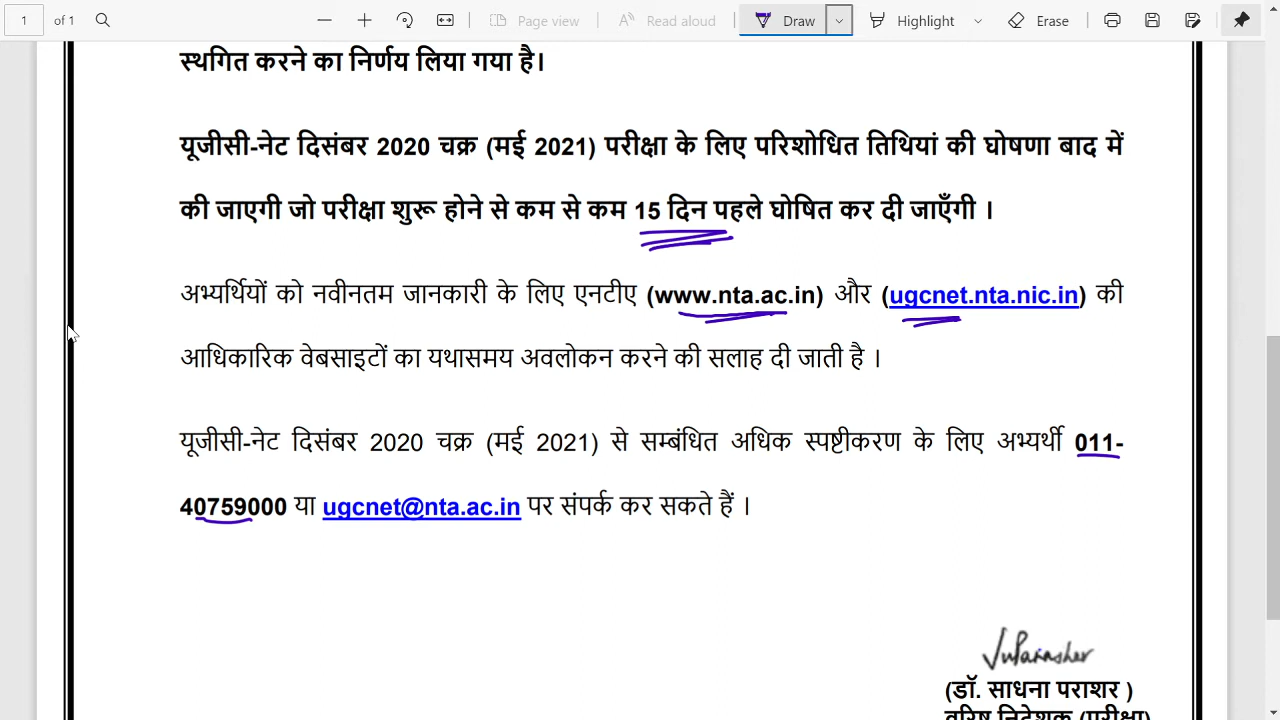 1 of 1 Page view Read aloud Draw Highlight Erase
स्थगित करने का निर्णय लिया गया है।
यूजीसी-नेट दिसंबर 2020 चक्र (मई 2021) परीक्षा के लिए परिशोधित तिथियां की घोषणा बाद में
की जाएगी जो परीक्षा शुरू होने से कम से कम 15 दिन पहले घोषित कर दी जाएँगी ।
अभ्यर्थियों को नवीनतम जानकारी के लिए एनटीए (www.nta.ac.in) और (ugcnet.nta.nic.in) की
आधिकारिक वेबसाइटों का यथासमय अवलोकन करने की सलाह दी जाती है ।
यूजीसी-नेट दिसंबर 2020 चक्र (मई 2021) से सम्बंधित अधिक स्पष्टीकरण के लिए अभ्यर्थी 011-
40759000 या ugcnet@nta.ac.in पर संपर्क कर सकते हैं ।
(डॉ. साधना पराशर )
वरिष्ठ निदेशक (परीक्षा)